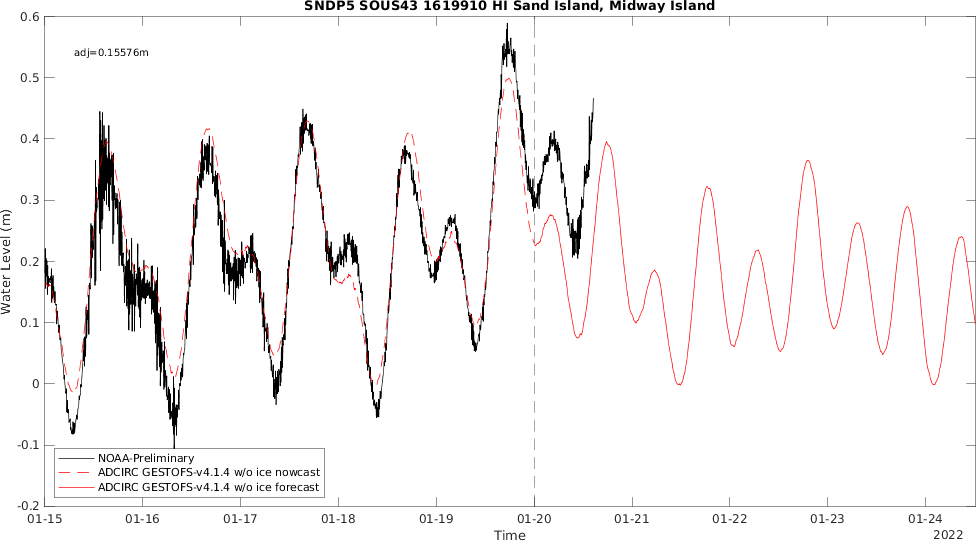 SNDP5 SOUS43 1619910 HI Sand Island, Midway Island
adj=0.15576m
0.6
0.5
0.4
0.3
0.2
0.1
0
-0.1
-0.2
Water Level (m)
NOAA-Preliminary
ADCIRC GESTOFS-v4.1.4 w/o ice nowcast
ADCIRC GESTOFS-v4.1.4 w/o ice forecast
01-15 01-16 01-17 01-18 01-19 01-20 01-21 01-22 01-23 01-24
Time
2022